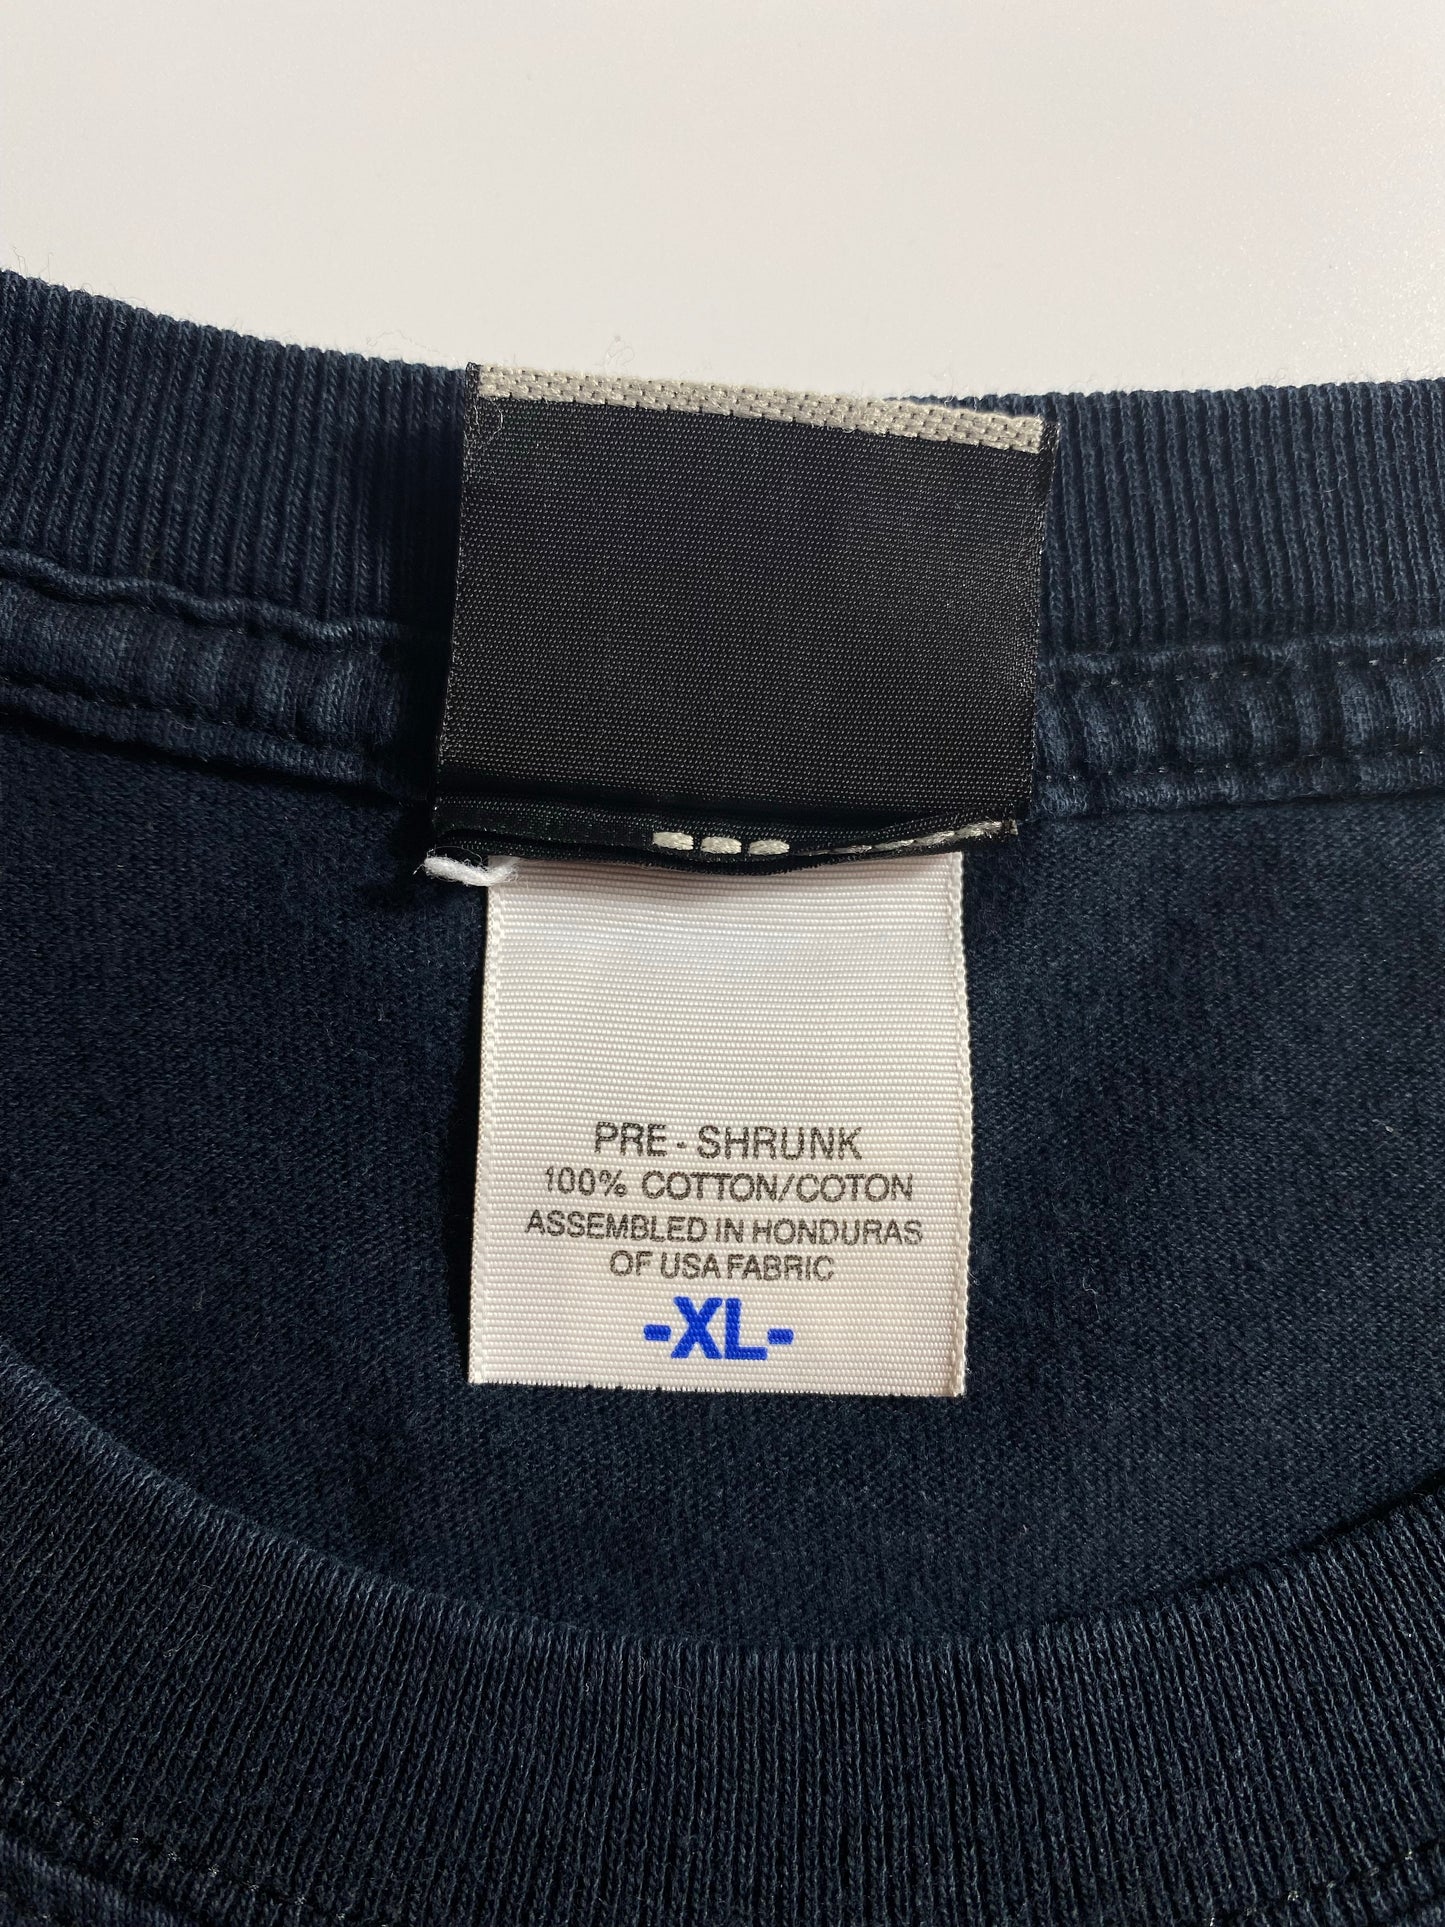 PRE - SHRUNK
100% COTTON/COTON
ASSEMBLED IN HONDURAS
OF USA FABRIC
-XL-